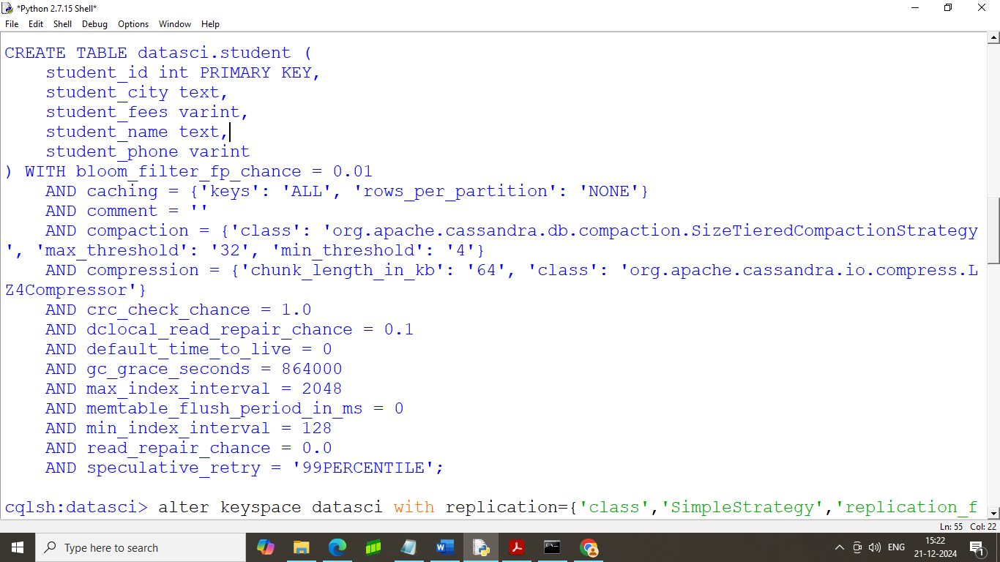 *Python 2.7.15 Shell*
File Edit Shell Debug Options Window Help
CREATE TABLE datasci.student (
    student_id int PRIMARY KEY,
    student_city text,
    student_fees varint,
    student_name text,
    student_phone varint
) WITH bloom_filter_fp_chance = 0.01
    AND caching = {'keys': 'ALL', 'rows_per_partition': 'NONE'}
    AND comment = ''
    AND compaction = {'class': 'org.apache.cassandra.db.compaction.SizeTieredCompactionStrategy
', 'max_threshold': '32', 'min_threshold': '4'}
    AND compression = {'chunk_length_in_kb': '64', 'class': 'org.apache.cassandra.io.compress.L
Z4Compressor'}
    AND crc_check_chance = 1.0
    AND dclocal_read_repair_chance = 0.1
    AND default_time_to_live = 0
    AND gc_grace_seconds = 864000
    AND max_index_interval = 2048
    AND memtable_flush_period_in_ms = 0
    AND min_index_interval = 128
    AND read_repair_chance = 0.0
    AND speculative_retry = '99PERCENTILE';
cqlsh:datasci> alter keyspace datasci with replication={'class','SimpleStrategy','replication_f
Ln: 55 Col: 22
Type here to search
ENG
15:22
21-12-2024
1